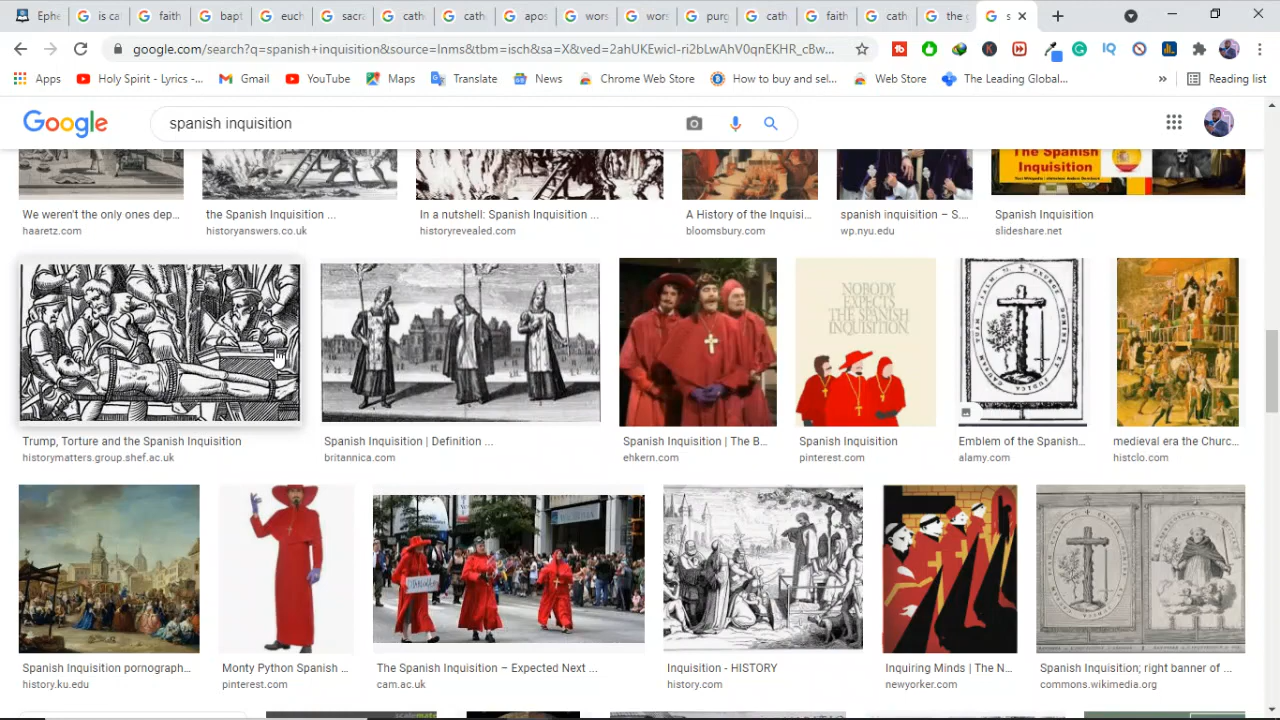 Ephe
is ca
faith
bapt
euch
sacra
cath
cath
apos
wors
wors
purg
cath
faith
cath
the g
s
google.com/search?q=spanish+inquisition&source=lnms&tbm=isch&sa=X&ved=2ahUKEwicl-ri2bLwAhV0qnEKHR_cBw...
Apps
Holy Spirit - Lyrics -...
Gmail
YouTube
Maps
Translate
News
Chrome Web Store
How to buy and sel...
Web Store
The Leading Global...
»
Reading list
Google
spanish inquisition
The Spanish
Inquisition
We weren't the only ones dep...
the Spanish Inquisition ...
In a nutshell: Spanish Inquisition ...
A History of the Inquisi...
spanish inquisition – S...
Spanish Inquisition
haaretz.com
historyanswers.co.uk
historyrevealed.com
bloomsbury.com
wp.nyu.edu
slideshare.net
NOBODY
EXPECTS
THE SPANISH
INQUISITION
Trump, Torture and the Spanish Inquisition
Spanish Inquisition | Definition ...
Spanish Inquisition | The B...
Spanish Inquisition
Emblem of the Spanish...
medieval era the Churc...
historymatters.group.shef.ac.uk
britannica.com
ehkern.com
pinterest.com
alamy.com
histclo.com
Spanish Inquisition pornograph...
Monty Python Spanish ...
The Spanish Inquisition – Expected Next ...
Inquisition - HISTORY
Inquiring Minds | The N...
Spanish Inquisition; right banner of ...
history.ku.edu
pinterest.com
cam.ac.uk
history.com
newyorker.com
commons.wikimedia.org